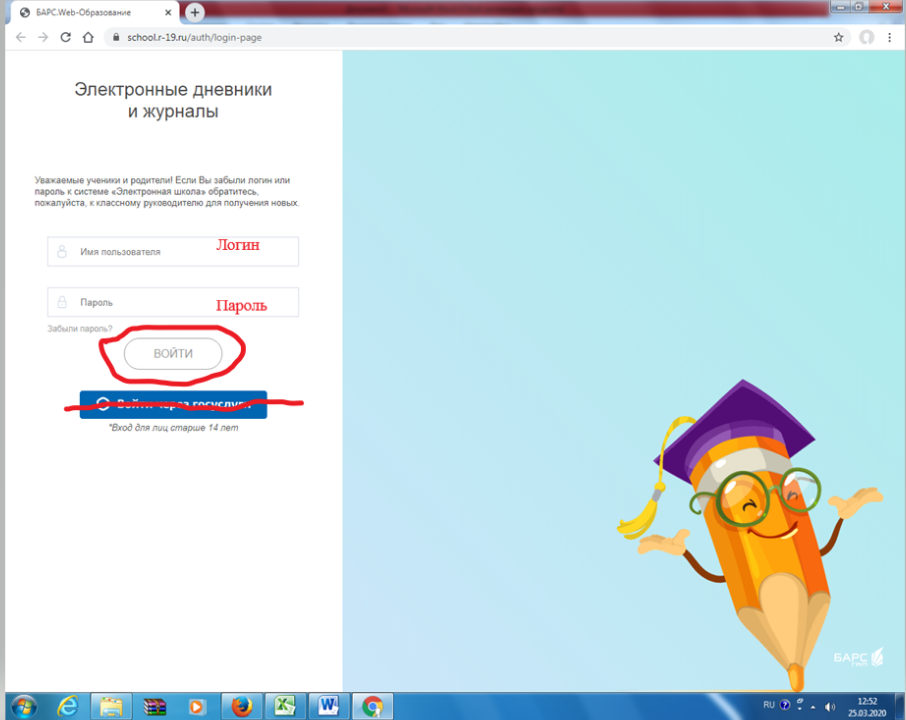 БАРС.Web-Образование
school.r-19.ru/auth/login-page
Электронные дневники
и журналы
Уважаемые ученики и родители! Если Вы забыли логин или
пароль к системе «Электронная школа» обратитесь,
пожалуйста, к классному руководителю для получения новых.
Имя пользователя
Логин
Пароль
Пароль
Забыли пароль?
ВОЙТИ
Войти через госуслуги
*Вход для лиц старше 14 лет
БАРС
ГРУП
RU
12:52
25.03.2020